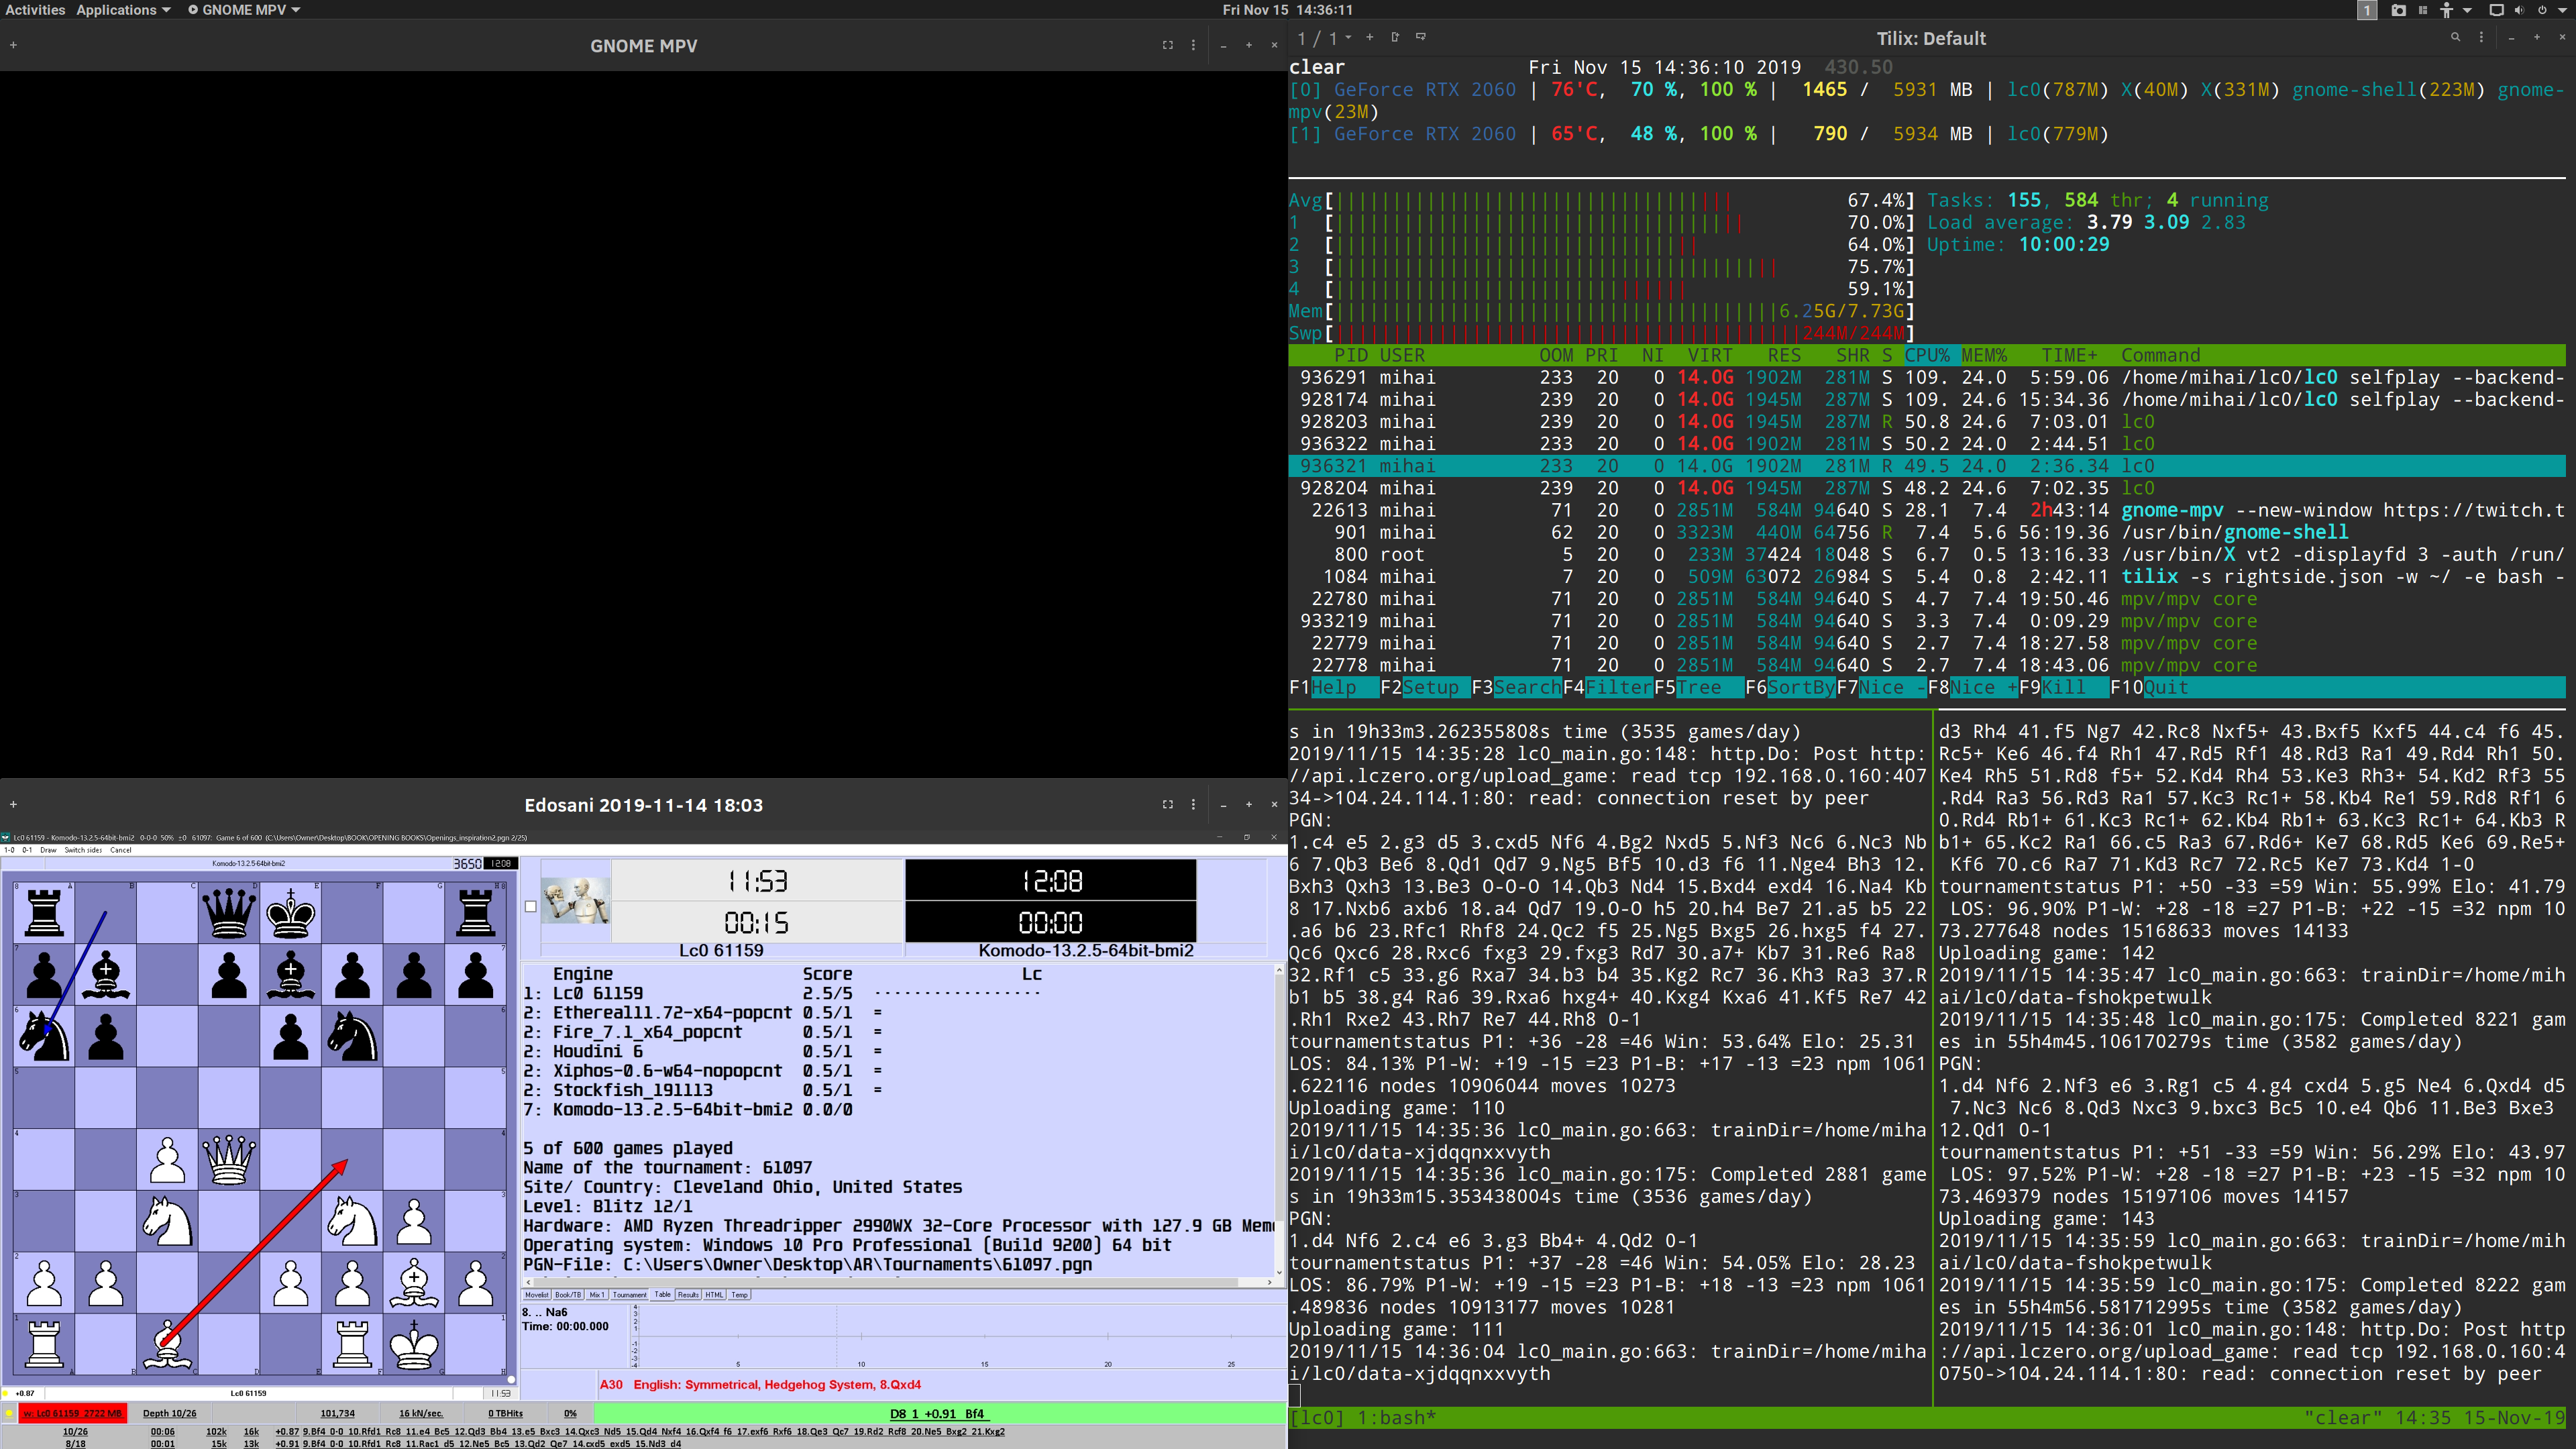 Activities Applications GNOME MPV Fri Nov 15 14:36:11 1
GNOME MPV
Edosani 2019-11-14 18:03
Lc0 61159 - Komodo-13.2.5-64bit-bmi2 0-0-0 50% ±0 61097: Game 6 of 600 (C:\Users\Owner\Desktop\BOOK\OPENING BOOKS\Openings_inspiration2.pgn 2/25)
1-0 0-1 Draw Switch sides Cancel
Komodo-13.2.5-64bit-bmi2 3650 12:08
11:53 12:08
00:15 00:00
Lc0 61159 Komodo-13.2.5-64bit-bmi2
Engine Score Lc
1: Lc0 61159 2.5/5 - - - - - - - - - - - - - - - - -
2: Ethereal11.72-x64-popcnt 0.5/1 =
2: Fire_7.1_x64_popcnt 0.5/1 =
2: Houdini 6 0.5/1 =
2: Xiphos-0.6-w64-nopopcnt 0.5/1 =
2: Stockfish_191113 0.5/1 =
7: Komodo-13.2.5-64bit-bmi2 0.0/0
5 of 600 games played
Name of the tournament: 61097
Site/ Country: Cleveland Ohio, United States
Level: Blitz 12/1
Hardware: AMD Ryzen Threadripper 2990WX 32-Core Processor with 127.9 GB Mem
Operating system: Windows 10 Pro Professional (Build 9200) 64 bit
PGN-File: C:\Users\Owner\Desktop\AR\Tournaments\61097.pgn
Movelist Book/TB Mix 1 Tournament Table Results HTML Temp
8. .. Na6
Time: 00:00.000
5 10 15 20 25
A30 English: Symmetrical, Hedgehog System, 8.Qxd4
+0.87 Lc0 61159 11:53
w: Lc0 61159, 2722 MB Depth 10/26 101,734 16 kN/sec. 0 TBHits 0% D8 1 +0.91 Bf4
10/26 00:06 102k 16k +0.87 9.Bf4 0-0 10.Rfd1 Rc8 11.e4 Bc5 12.Qd3 Bb4 13.e5 Bxc3 14.Qxc3 Nd5 15.Qd4 Nxf4 16.Qxf4 f6 17.exf6 Rxf6 18.Qe3 Qc7 19.Rd2 Rcf8 20.Ne5 Bxg2 21.Kxg2
8/18 00:01 15k 13k +0.91 9.Bf4 0-0 10.Rfd1 Rc8 11.Rac1 d5 12.Ne5 Bc5 13.Qd2 Qe7 14.cxd5 exd5 15.Nd3 d4
1 / 1 Tilix: Default
clear Fri Nov 15 14:36:10 2019 430.50
[0] GeForce RTX 2060 | 76'C, 70 %, 100 % | 1465 / 5931 MB | lc0(787M) X(40M) X(331M) gnome-shell(223M) gnome-
mpv(23M)
[1] GeForce RTX 2060 | 65'C, 48 %, 100 % | 790 / 5934 MB | lc0(779M)
Avg[ 67.4%] Tasks: 155, 584 thr; 4 running
1 [ 70.0%] Load average: 3.79 3.09 2.83
2 [ 64.0%] Uptime: 10:00:29
3 [ 75.7%]
4 [ 59.1%]
Mem[ 6.25G/7.73G]
Swp[ 244M/244M]
PID USER OOM PRI NI VIRT RES SHR S CPU% MEM% TIME+ Command
936291 mihai 233 20 0 14.0G 1902M 281M S 109. 24.0 5:59.06 /home/mihai/lc0/lc0 selfplay --backend-
928174 mihai 239 20 0 14.0G 1945M 287M S 109. 24.6 15:34.36 /home/mihai/lc0/lc0 selfplay --backend-
928203 mihai 239 20 0 14.0G 1945M 287M R 50.8 24.6 7:03.01 lc0
936322 mihai 233 20 0 14.0G 1902M 281M S 50.2 24.0 2:44.51 lc0
936321 mihai 233 20 0 14.0G 1902M 281M R 49.5 24.0 2:36.34 lc0
928204 mihai 239 20 0 14.0G 1945M 287M S 48.2 24.6 7:02.35 lc0
22613 mihai 71 20 0 2851M 584M 94640 S 28.1 7.4 2h43:14 gnome-mpv --new-window https://twitch.t
901 mihai 62 20 0 3323M 440M 64756 R 7.4 5.6 56:19.36 /usr/bin/gnome-shell
800 root 5 20 0 233M 37424 18048 S 6.7 0.5 13:16.33 /usr/bin/X vt2 -displayfd 3 -auth /run/
1084 mihai 7 20 0 509M 63072 26984 S 5.4 0.8 2:42.11 tilix -s rightside.json -w ~/ -e bash -
22780 mihai 71 20 0 2851M 584M 94640 S 4.7 7.4 19:50.46 mpv/mpv core
933219 mihai 71 20 0 2851M 584M 94640 S 3.3 7.4 0:09.29 mpv/mpv core
22779 mihai 71 20 0 2851M 584M 94640 S 2.7 7.4 18:27.58 mpv/mpv core
22778 mihai 71 20 0 2851M 584M 94640 S 2.7 7.4 18:43.06 mpv/mpv core
F1Help F2Setup F3SearchF4FilterF5Tree F6SortByF7Nice -F8Nice +F9Kill F10Quit
s in 19h33m3.262355808s time (3535 games/day)
2019/11/15 14:35:28 lc0_main.go:148: http.Do: Post http:
//api.lczero.org/upload_game: read tcp 192.168.0.160:407
34->104.24.114.1:80: read: connection reset by peer
PGN:
1.c4 e5 2.g3 d5 3.cxd5 Nf6 4.Bg2 Nxd5 5.Nf3 Nc6 6.Nc3 Nb
6 7.Qb3 Be6 8.Qd1 Qd7 9.Ng5 Bf5 10.d3 f6 11.Nge4 Bh3 12.
Bxh3 Qxh3 13.Be3 O-O-O 14.Qb3 Nd4 15.Bxd4 exd4 16.Na4 Kb
8 17.Nxb6 axb6 18.a4 Qd7 19.O-O h5 20.h4 Be7 21.a5 b5 22
.a6 b6 23.Rfc1 Rhf8 24.Qc2 f5 25.Ng5 Bxg5 26.hxg5 f4 27.
Qc6 Qxc6 28.Rxc6 fxg3 29.fxg3 Rd7 30.a7+ Kb7 31.Re6 Ra8
32.Rf1 c5 33.g6 Rxa7 34.b3 b4 35.Kg2 Rc7 36.Kh3 Ra3 37.R
b1 b5 38.g4 Ra6 39.Rxa6 hxg4+ 40.Kxg4 Kxa6 41.Kf5 Re7 42
.Rh1 Rxe2 43.Rh7 Re7 44.Rh8 0-1
tournamentstatus P1: +36 -28 =46 Win: 53.64% Elo: 25.31
LOS: 84.13% P1-W: +19 -15 =23 P1-B: +17 -13 =23 npm 1061
.622116 nodes 10906044 moves 10273
Uploading game: 110
2019/11/15 14:35:36 lc0_main.go:663: trainDir=/home/miha
i/lc0/data-xjdqqnxxvyth
2019/11/15 14:35:36 lc0_main.go:175: Completed 2881 game
s in 19h33m15.353438004s time (3536 games/day)
PGN:
1.d4 Nf6 2.c4 e6 3.g3 Bb4+ 4.Qd2 0-1
tournamentstatus P1: +37 -28 =46 Win: 54.05% Elo: 28.23
LOS: 86.79% P1-W: +19 -15 =23 P1-B: +18 -13 =23 npm 1061
.489836 nodes 10913177 moves 10281
Uploading game: 111
2019/11/15 14:36:04 lc0_main.go:663: trainDir=/home/miha
i/lc0/data-xjdqqnxxvyth
d3 Rh4 41.f5 Ng7 42.Rc8 Nxf5+ 43.Bxf5 Kxf5 44.c4 f6 45.
Rc5+ Ke6 46.f4 Rh1 47.Rd5 Rf1 48.Rd3 Ra1 49.Rd4 Rh1 50.
Ke4 Rh5 51.Rd8 f5+ 52.Kd4 Rh4 53.Ke3 Rh3+ 54.Kd2 Rf3 55
.Rd4 Ra3 56.Rd3 Ra1 57.Kc3 Rc1+ 58.Kb4 Re1 59.Rd8 Rf1 6
0.Rd4 Rb1+ 61.Kc3 Rc1+ 62.Kb4 Rb1+ 63.Kc3 Rc1+ 64.Kb3 R
b1+ 65.Kc2 Ra1 66.c5 Ra3 67.Rd6+ Ke7 68.Rd5 Ke6 69.Re5+
Kf6 70.c6 Ra7 71.Kd3 Rc7 72.Rc5 Ke7 73.Kd4 1-0
tournamentstatus P1: +50 -33 =59 Win: 55.99% Elo: 41.79
LOS: 96.90% P1-W: +28 -18 =27 P1-B: +22 -15 =32 npm 10
73.277648 nodes 15168633 moves 14133
Uploading game: 142
2019/11/15 14:35:47 lc0_main.go:663: trainDir=/home/mih
ai/lc0/data-fshokpetwulk
2019/11/15 14:35:48 lc0_main.go:175: Completed 8221 gam
es in 55h4m45.106170279s time (3582 games/day)
PGN:
1.d4 Nf6 2.Nf3 e6 3.Rg1 c5 4.g4 cxd4 5.g5 Ne4 6.Qxd4 d5
7.Nc3 Nc6 8.Qd3 Nxc3 9.bxc3 Bc5 10.e4 Qb6 11.Be3 Bxe3
12.Qd1 0-1
tournamentstatus P1: +51 -33 =59 Win: 56.29% Elo: 43.97
LOS: 97.52% P1-W: +28 -18 =27 P1-B: +23 -15 =32 npm 10
73.469379 nodes 15197106 moves 14157
Uploading game: 143
2019/11/15 14:35:59 lc0_main.go:663: trainDir=/home/mih
ai/lc0/data-fshokpetwulk
2019/11/15 14:35:59 lc0_main.go:175: Completed 8222 gam
es in 55h4m56.581712995s time (3582 games/day)
2019/11/15 14:36:01 lc0_main.go:148: http.Do: Post http
://api.lczero.org/upload_game: read tcp 192.168.0.160:4
0750->104.24.114.1:80: read: connection reset by peer
[lc0] 1:bash* "clear" 14:35 15-Nov-19